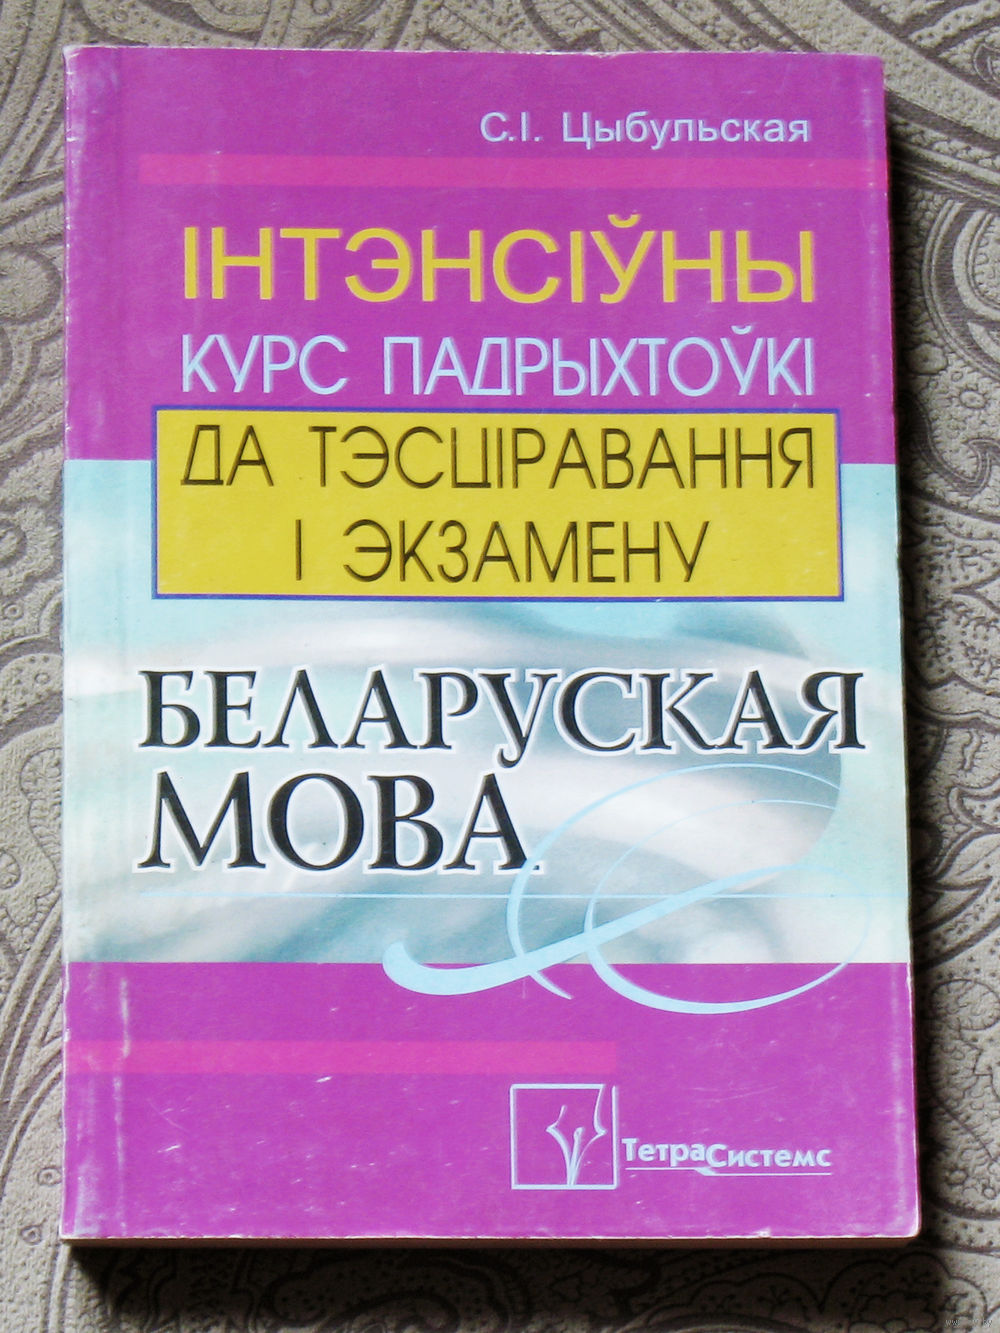 С.І. Цыбульская
ІНТЭНСІЎНЫ
КУРС ПАДРЫХТОЎКІ
ДА ТЭСЦІРАВАННЯ
І ЭКЗАМЕНУ
БЕЛАРУСКАЯ
МОВА
ТетраСистемс